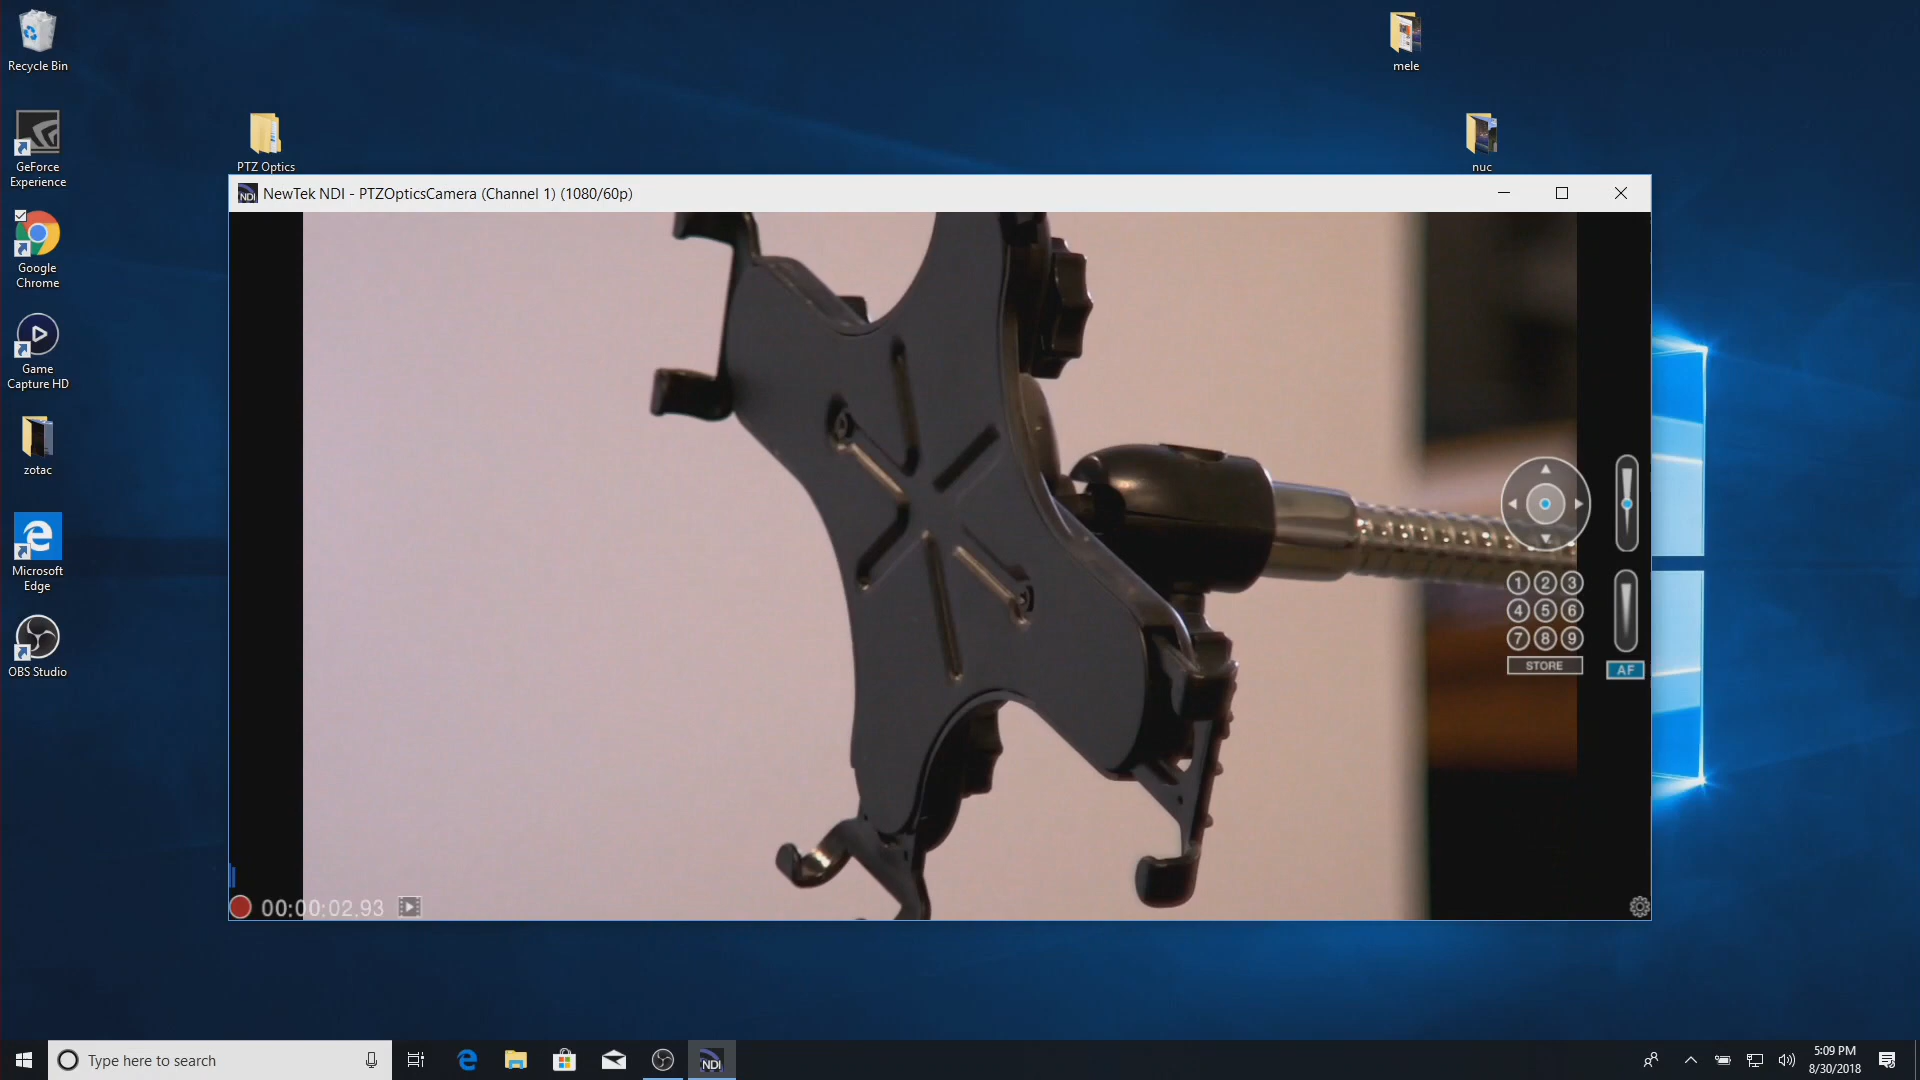 Recycle Bin
mele
GeForce
Experience
PTZ Optics
nuc
NDI NewTek NDI - PTZOpticsCamera (Channel 1) (1080/60p)
Google
Chrome
Game
Capture HD
zotac
Microsoft
Edge
OBS Studio
1 2 3
4 5 6
7 8 9
STORE
AF
00:00:02.93
Type here to search
NDI
5:09 PM
8/30/2018